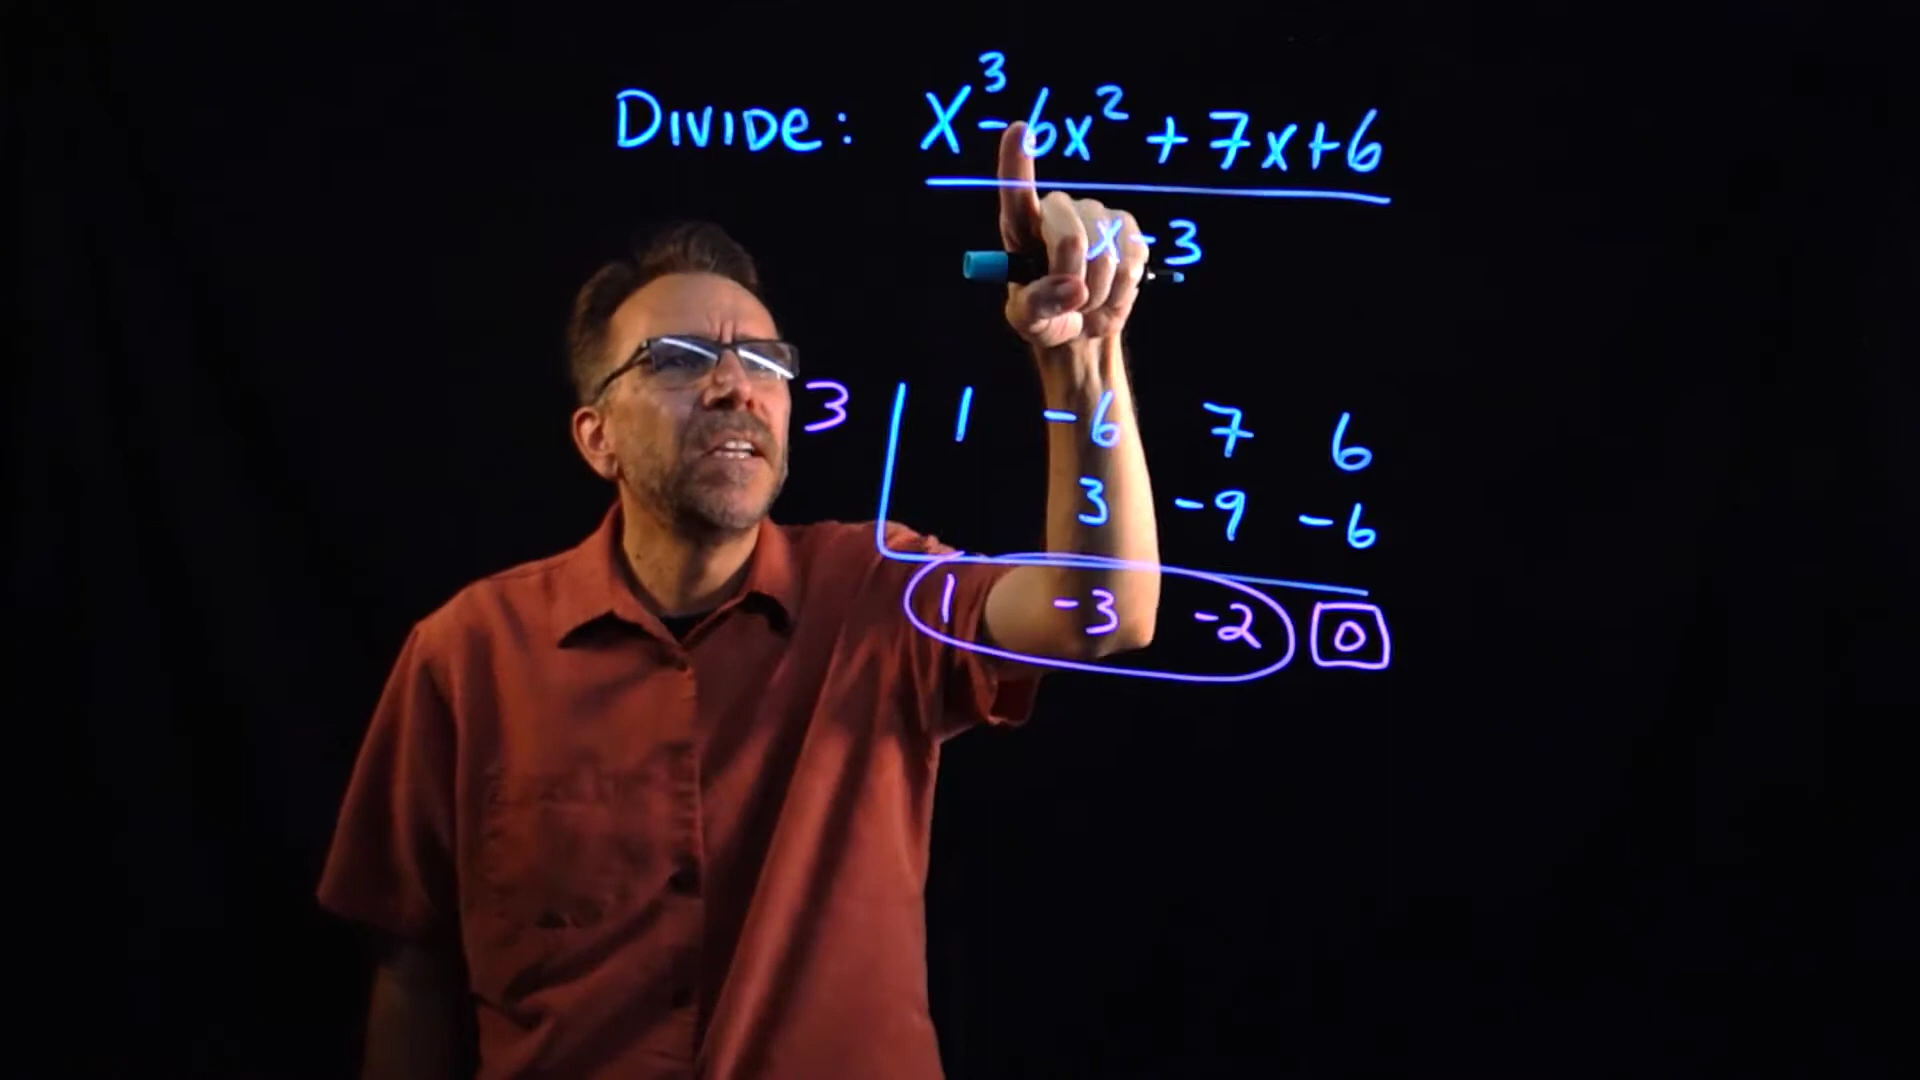 DIVIDE: x³ - 6x² + 7x + 6
x - 3
3 1 -6 7 6
3 -9 -6
1 -3 -2 0